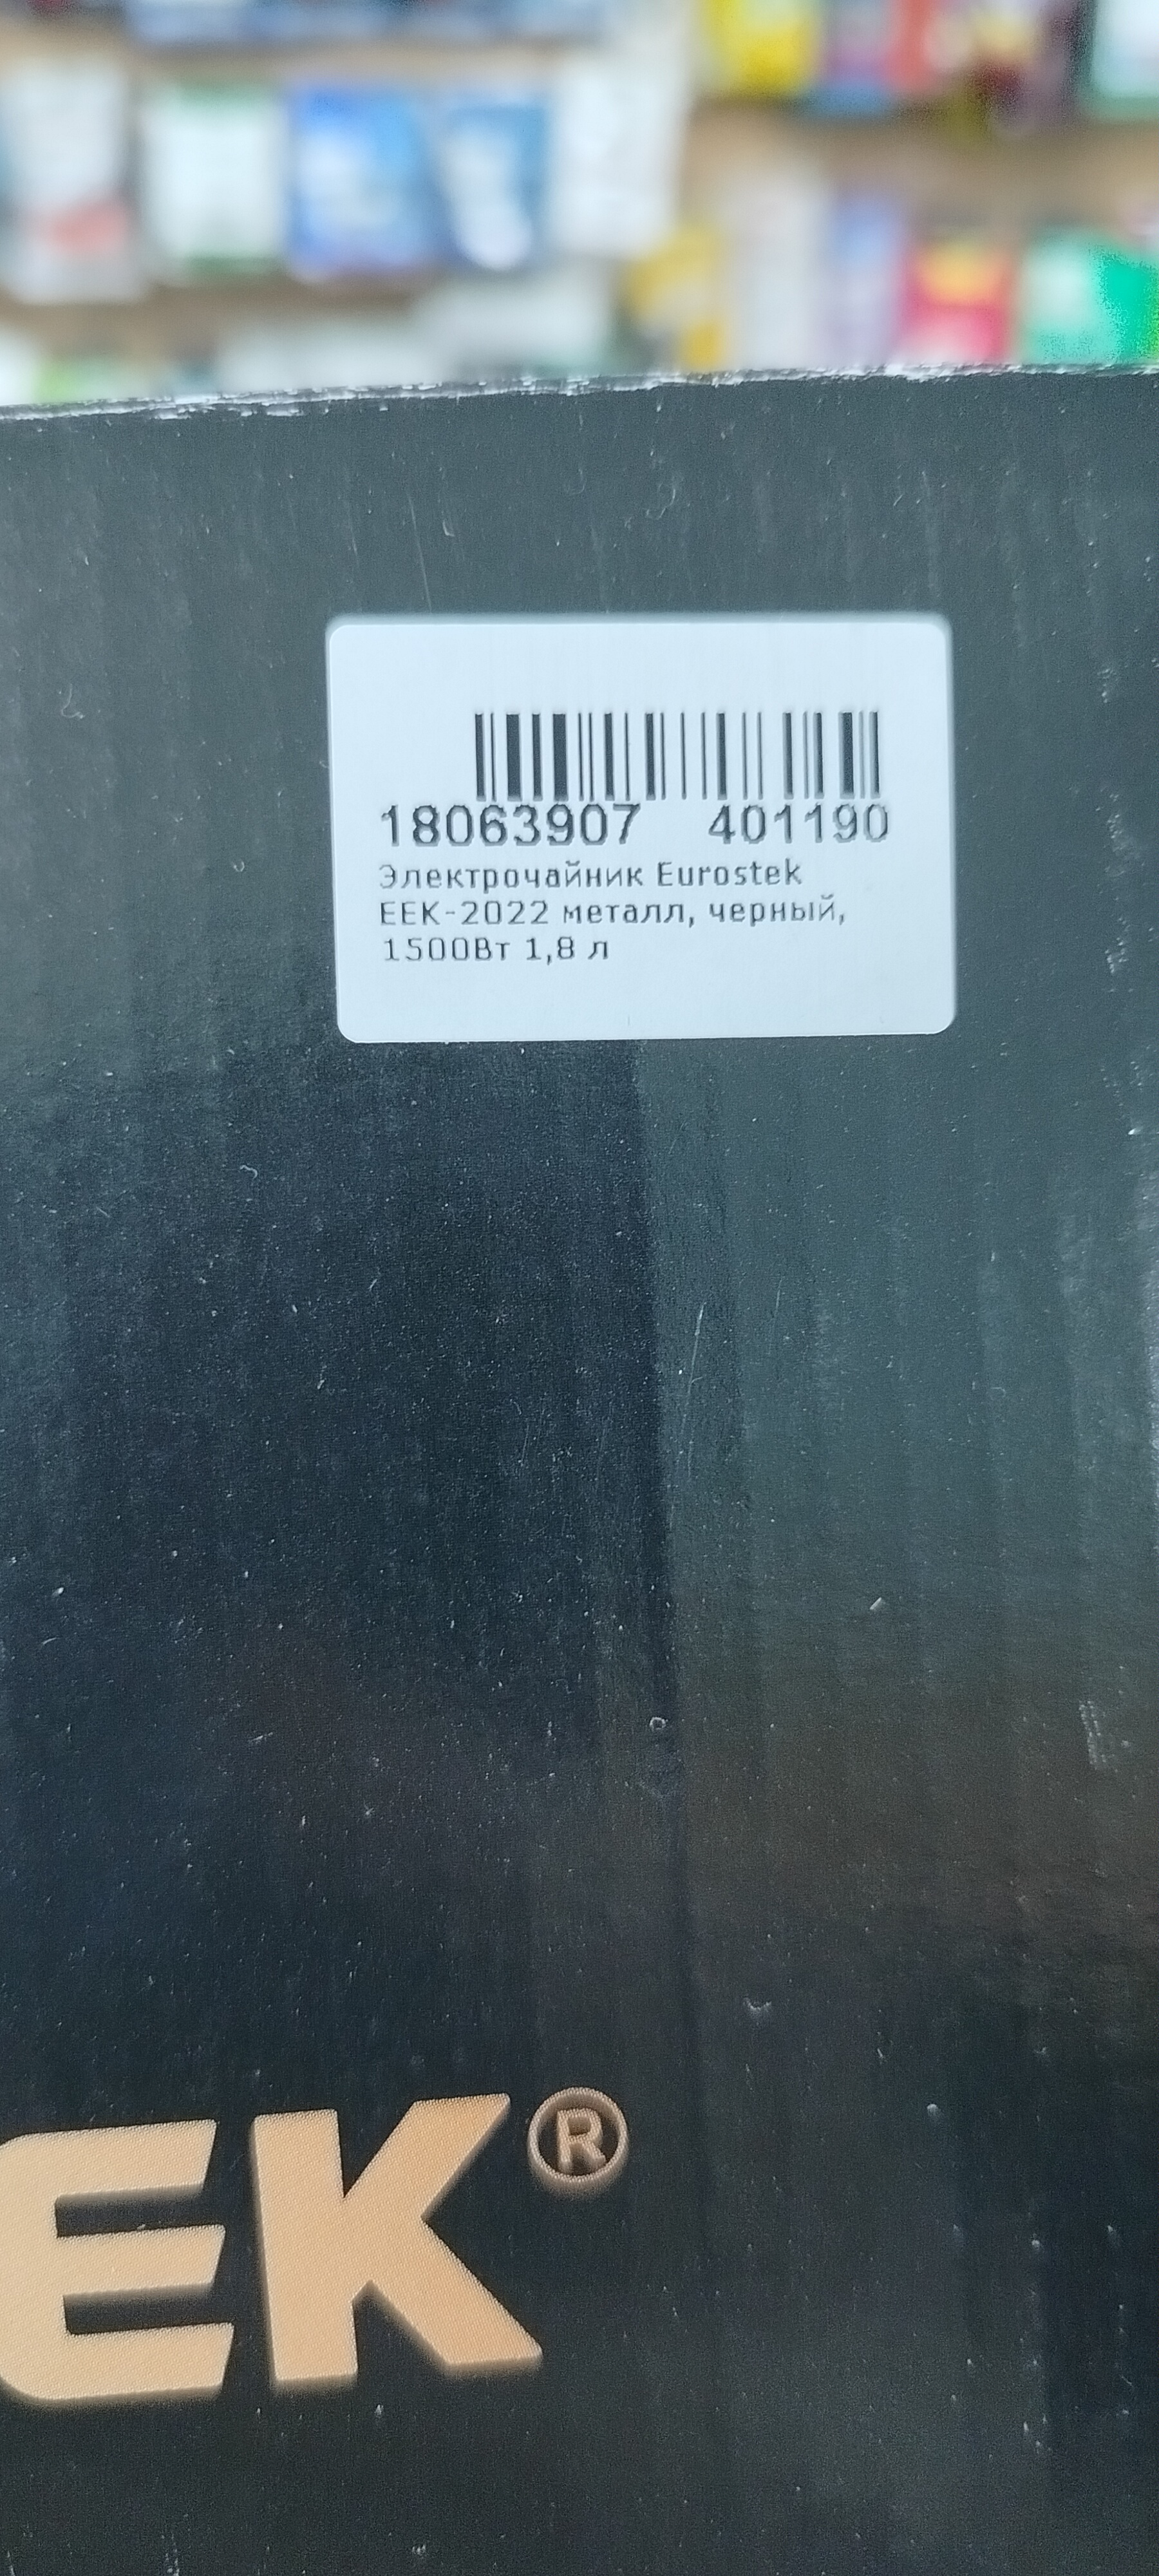 18063907 401190
Электрочайник Eurostek
EEK-2022 металл, черный,
1500Вт 1,8 л
EK®